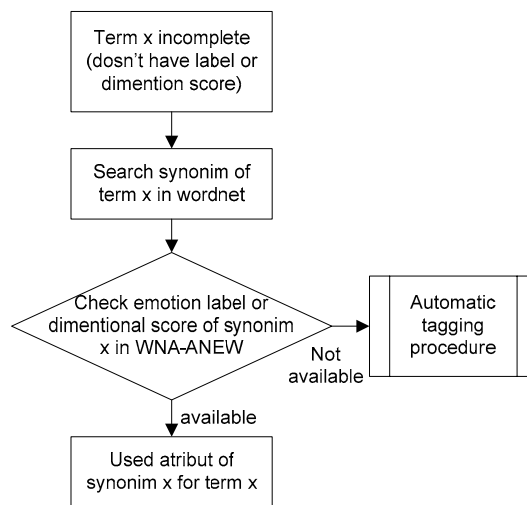 Term x incomplete
(dosn't have label or
dimention score)
Search synonim of
term x in wordnet
Check emotion label or
dimentional score of synonim
x in WNA-ANEW
Not
available
Automatic
tagging
procedure
available
Used atribut of
synonim x for term x